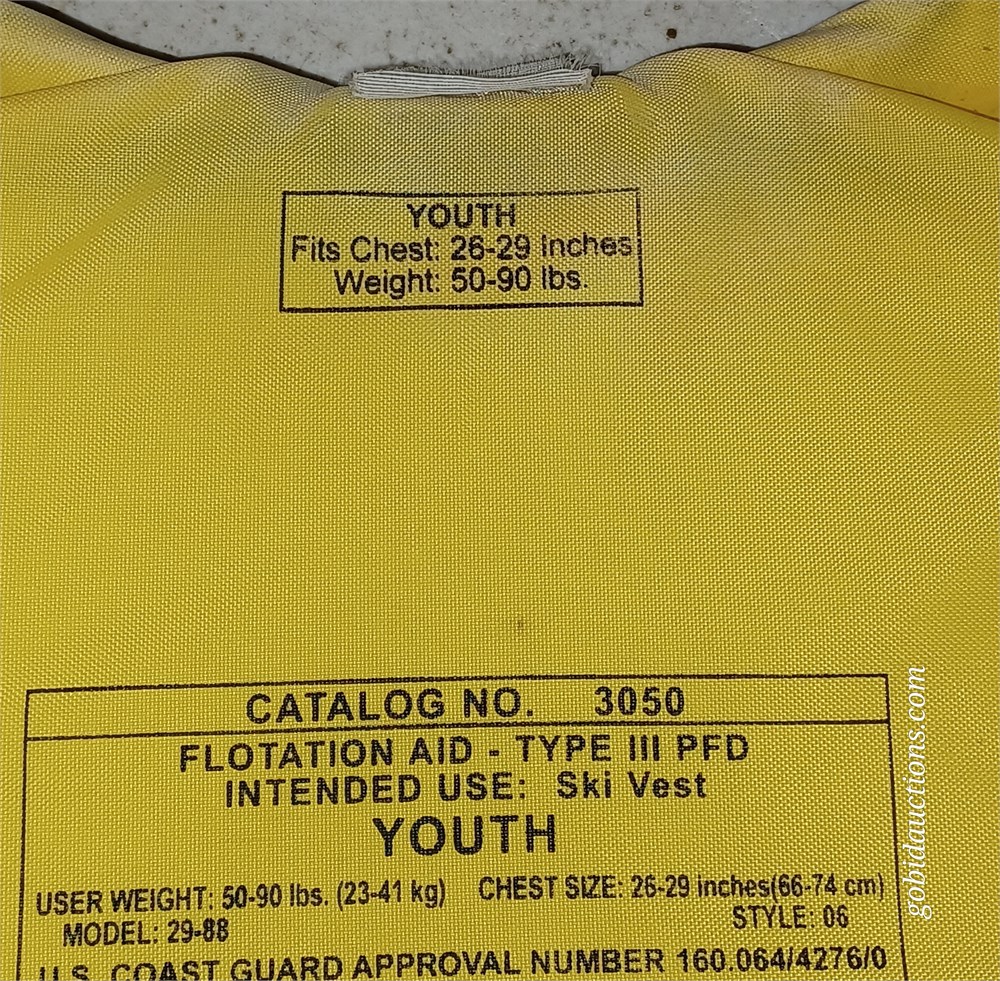 YOUTH
Fits Chest: 26-29 Inches
Weight: 50-90 lbs.
CATALOG NO. 3050
FLOTATION AID - TYPE III PFD
INTENDED USE: Ski Vest
YOUTH
USER WEIGHT: 50-90 lbs. (23-41 kg) CHEST SIZE: 26-29 inches(66-74 cm)
MODEL: 29-88 STYLE: 06
U.S. COAST GUARD APPROVAL NUMBER 160.064/4276/0
gobidauctions.com